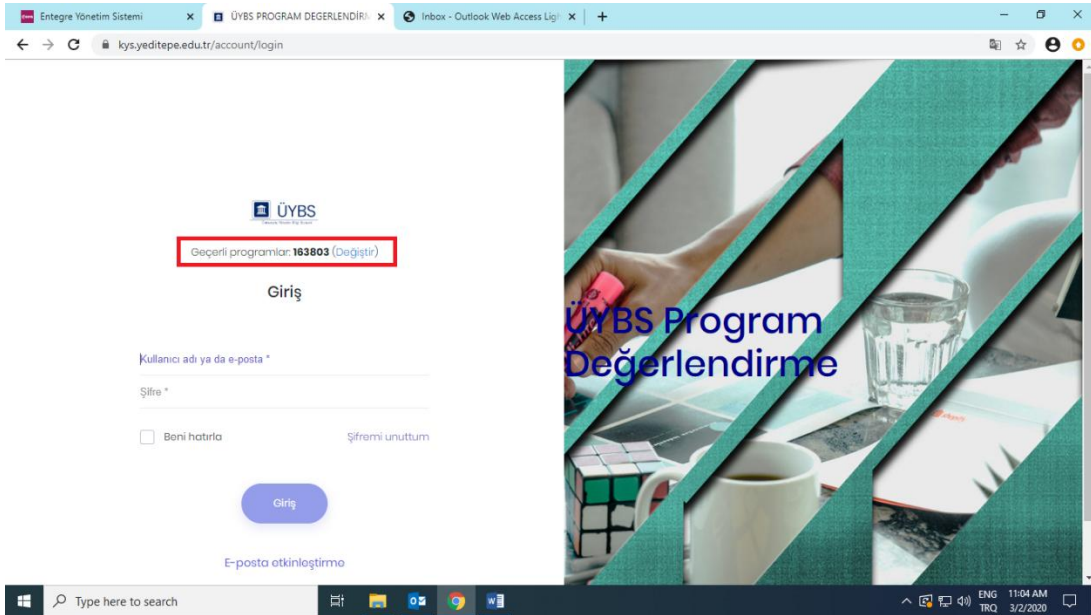 Entegre Yönetim Sistemi
ÜYBS PROGRAM DEĞERLENDİR
Inbox - Outlook Web Access Ligh
kys.yeditepe.edu.tr/account/login
ÜYBS
Geçerli programlar: 163803 (Değiştir)
Giriş
Kullanıcı adı ya da e-posta *
Şifre *
Beni hatırla
Şifremi unuttum
Giriş
E-posta etkinleştirme
ÜYBS Program
Değerlendirme
Type here to search
ENG
TRQ
11:04 AM
3/2/2020